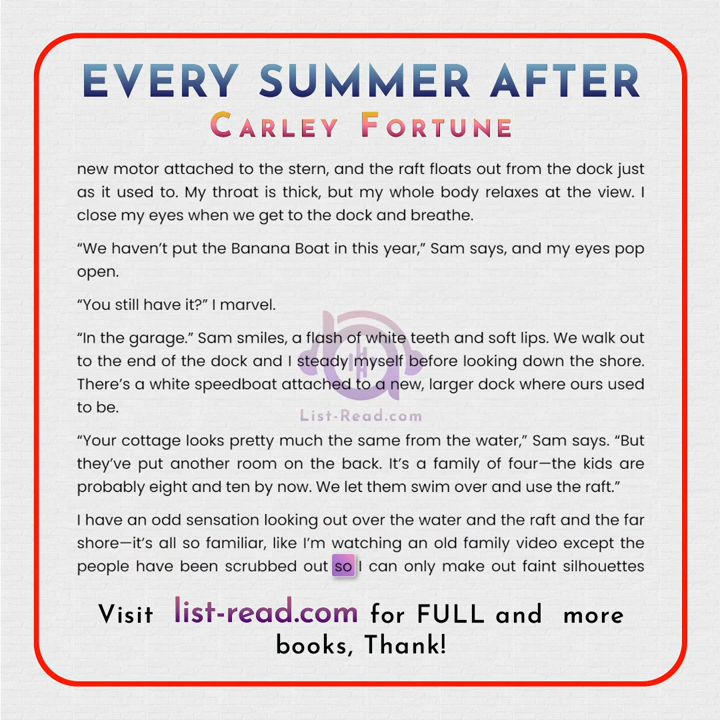 EVERY SUMMER AFTER
CARLEY FORTUNE
new motor attached to the stern, and the raft floats out from the dock just
as it used to. My throat is thick, but my whole body relaxes at the view. I
close my eyes when we get to the dock and breathe.
“We haven’t put the Banana Boat in this year,” Sam says, and my eyes pop
open.
“You still have it?” I marvel.
“In the garage.” Sam smiles, a flash of white teeth and soft lips. We walk out
to the end of the dock and I steady myself before looking down the shore.
There’s a white speedboat attached to a new, larger dock where ours used
to be.
List-Read.com
“Your cottage looks pretty much the same from the water,” Sam says. “But
they’ve put another room on the back. It’s a family of four—the kids are
probably eight and ten by now. We let them swim over and use the raft.”
I have an odd sensation looking out over the water and the raft and the far
shore—it’s all so familiar, like I’m watching an old family video except the
people have been scrubbed out so I can only make out faint silhouettes
Visit list-read.com for FULL and more
books, Thank!